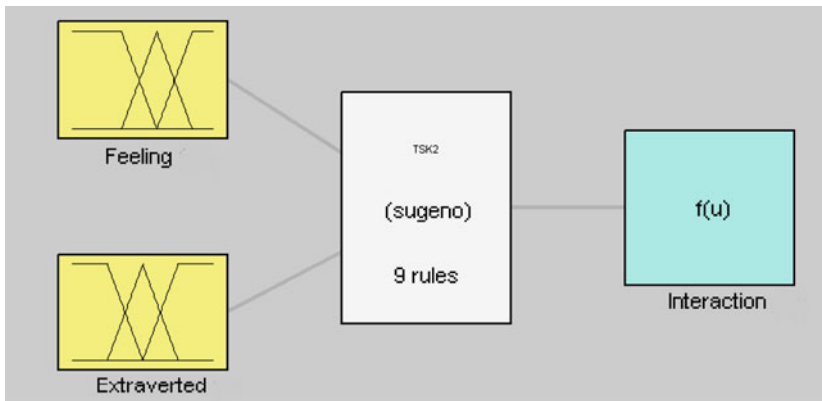 Feeling
Extraverted
TSK2
(sugeno)
9 rules
f(u)
Interaction